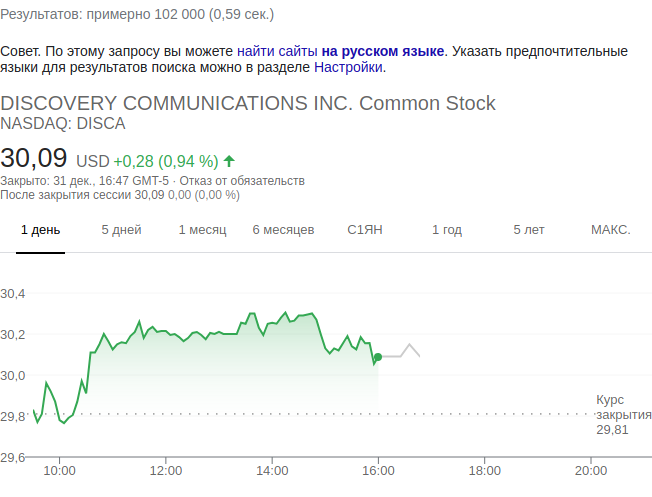 Результатов: примерно 102 000 (0,59 сек.)
Совет. По этому запросу вы можете найти сайты на русском языке. Указать предпочтительные
языки для результатов поиска можно в разделе Настройки.
DISCOVERY COMMUNICATIONS INC. Common Stock
NASDAQ: DISCA
30,09 USD +0,28 (0,94 %)
Закрыто: 31 дек., 16:47 GMT-5 · Отказ от обязательств
После закрытия сессии 30,09 0,00 (0,00 %)
1 день 5 дней 1 месяц 6 месяцев С1ЯН 1 год 5 лет МАКС.
30,4
30,2
30,0
29,8
29,6
Курс
закрытия
29,81
10:00 12:00 14:00 16:00 18:00 20:00